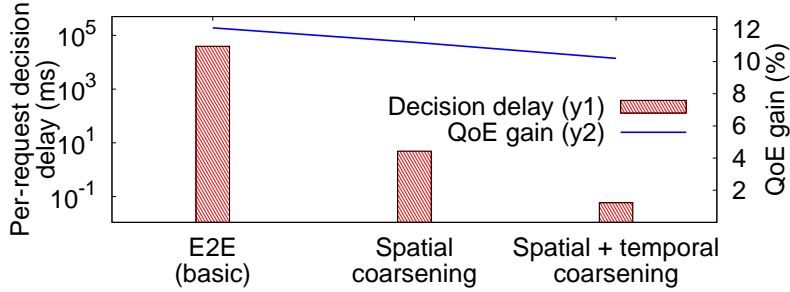 Per-request decision
delay (ms)
10^5
10^3
10^1
10^-1
Decision delay (y1)
QoE gain (y2)
12
10
8
6
4
2
QoE gain (%)
E2E
(basic)
Spatial
coarsening
Spatial + temporal
coarsening